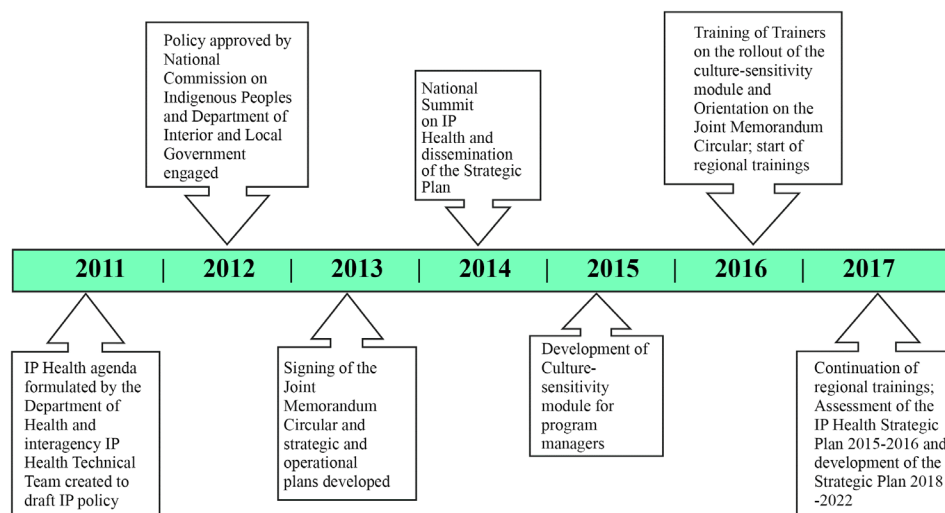 Policy approved by
National
Commission on
Indigenous Peoples
and Department of
Interior and Local
Government
engaged
National
Summit
on IP
Health and
dissemination
of the Strategic
Plan
Training of Trainers
on the rollout of the
culture-sensitivity
module and
Orientation on the
Joint Memorandum
Circular; start of
regional trainings
2011 | 2012 | 2013 | 2014 | 2015 | 2016 | 2017
IP Health agenda
formulated by the
Department of
Health and
interagency IP
Health Technical
Team created to
draft IP policy
Signing of the
Joint
Memorandum
Circular and
strategic and
operational
plans developed
Development of
Culture-
sensitivity
module for
program
managers
Continuation of
regional trainings;
Assessment of the
IP Health Strategic
Plan 2015-2016 and
development of the
Strategic Plan 2018
-2022